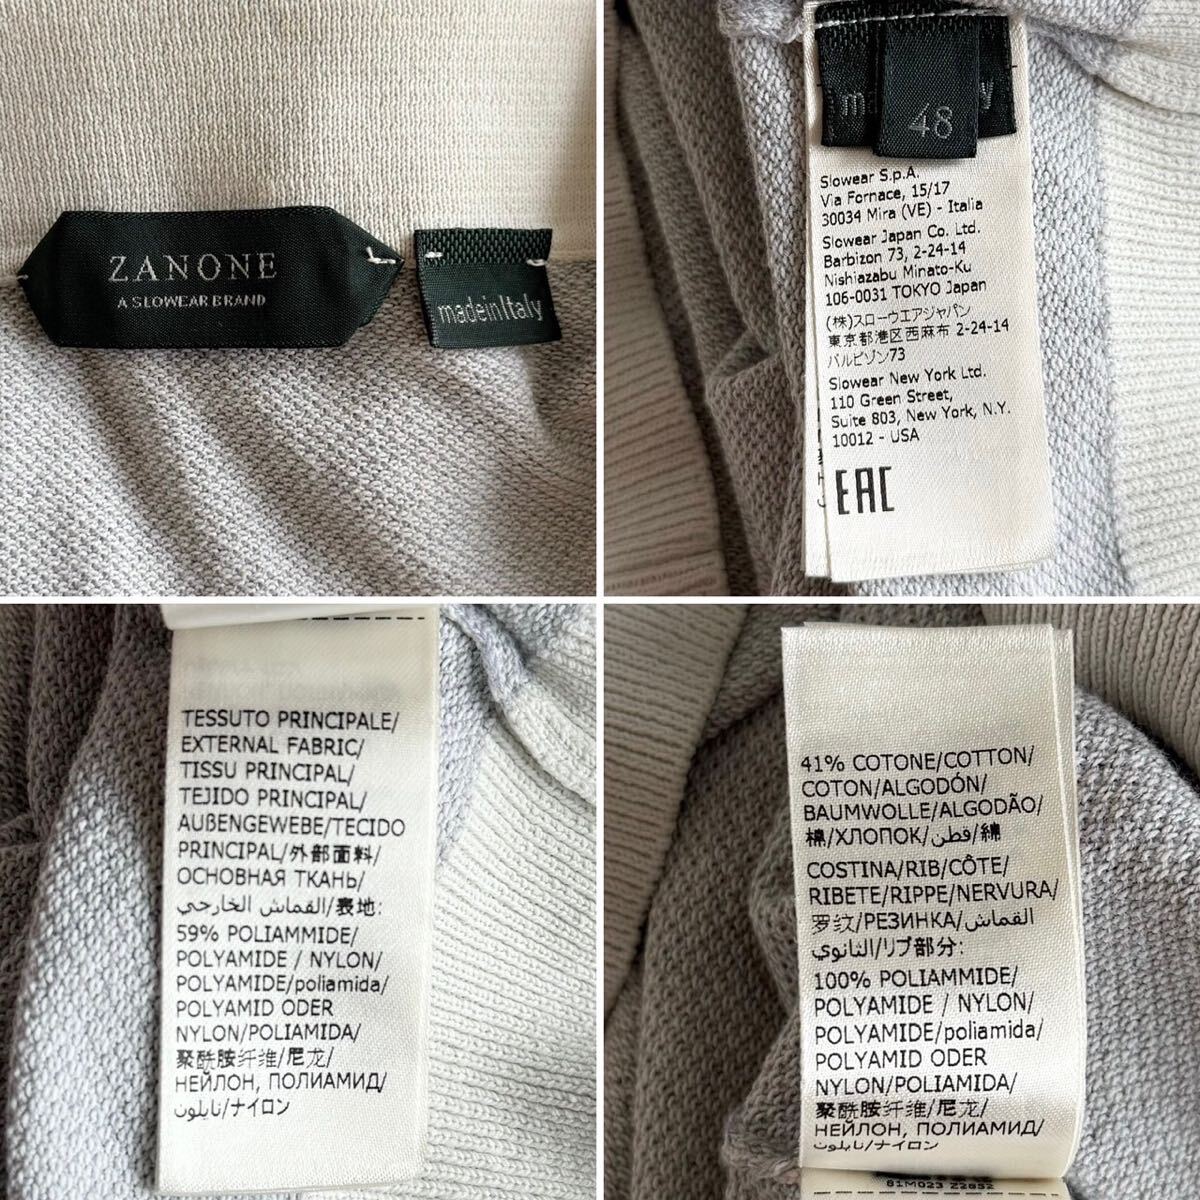 ZANONE
A SLOWEAR BRAND
madeinItaly
48
Slowear S.p.A.
Via Fornace, 15/17
30034 Mira (VE) - Italia
Slowear Japan Co. Ltd.
Barbizon 73, 2-24-14
Nishiazabu Minato-Ku
106-0031 TOKYO Japan
(株)スローウエアジャパン
東京都港区西麻布 2-24-14
バルビゾン73
Slowear New York Ltd.
110 Green Street,
Suite 803, New York, N.Y.
10012 - USA
EAC
TESSUTO PRINCIPALE/
EXTERNAL FABRIC/
TISSU PRINCIPAL/
TEJIDO PRINCIPAL/
AUßENGEWEBE/TECIDO
PRINCIPAL/外部面料/
ОСНОВНАЯ ТКАНЬ/
القماش الخارجي/表地:
59% POLIAMMIDE/
POLYAMIDE / NYLON/
POLYAMIDE/poliamida/
POLYAMID ODER
NYLON/POLIAMIDA/
聚酰胺纤维/尼龙/
НЕЙЛОН, ПОЛИАМИД/
نايلون/ナイロン
41% COTONE/COTTON/
COTON/ALGODÓN/
BAUMWOLLE/ALGODÃO/
棉/ХЛОПОК/قطن/綿
COSTINA/RIB/CÔTE/
RIBETE/RIPPE/NERVURA/
罗纹/РЕЗИНКА/القماش
الثانوي/リブ部分:
100% POLIAMMIDE/
POLYAMIDE / NYLON/
POLYAMIDE/poliamida/
POLYAMID ODER
NYLON/POLIAMIDA/
聚酰胺纤维/尼龙/
НЕЙЛОН, ПОЛИАМИД/
نايلون/ナイロン
81M023 Z2852